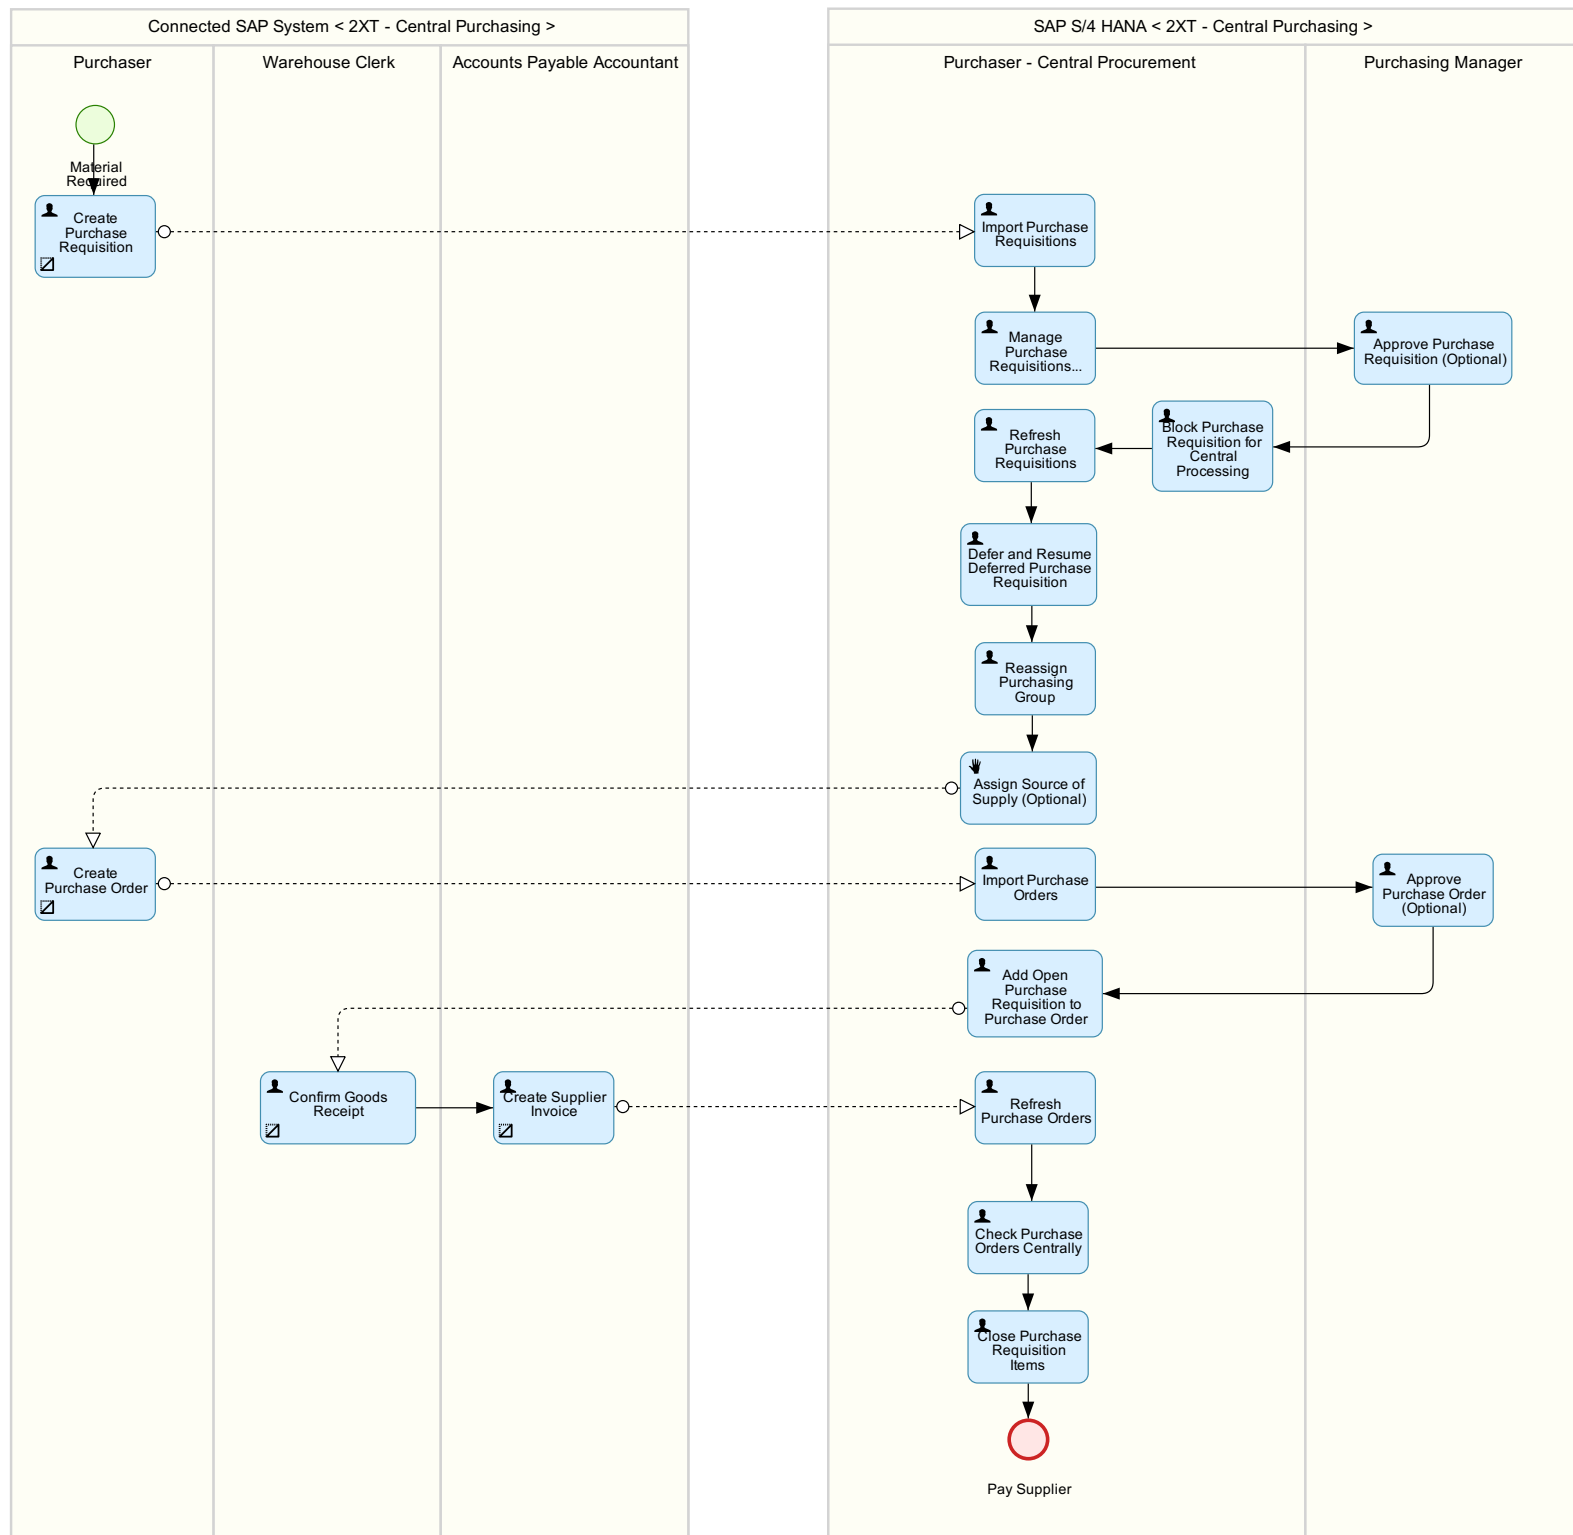 Connected SAP System < 2XT - Central Purchasing >
SAP S/4 HANA < 2XT - Central Purchasing >
Purchaser
Warehouse Clerk
Accounts Payable Accountant
Purchaser - Central Procurement
Purchasing Manager
Material
Required
Create
Purchase
Requisition
Import Purchase
Requisitions
Manage
Purchase
Requisitions...
Approve Purchase
Requisition (Optional)
Block Purchase
Requisition for
Central
Processing
Refresh
Purchase
Requisitions
Defer and Resume
Deferred Purchase
Requisition
Reassign
Purchasing
Group
Assign Source of
Supply (Optional)
Create
Purchase Order
Import Purchase
Orders
Approve
Purchase Order
(Optional)
Add Open
Purchase
Requisition to
Purchase Order
Confirm Goods
Receipt
Create Supplier
Invoice
Refresh
Purchase Orders
Check Purchase
Orders Centrally
Close Purchase
Requisition
Items
Pay Supplier